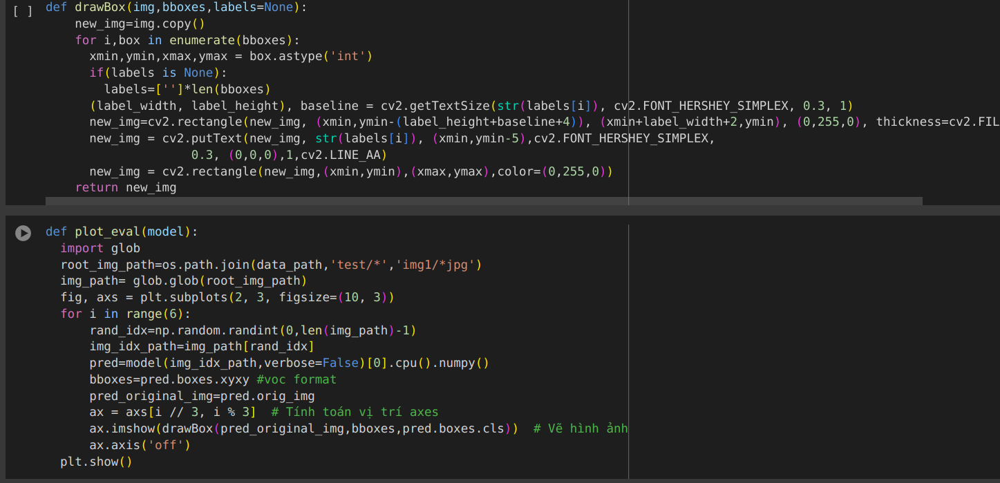 [ ] def drawBox(img,bboxes,labels=None):
    new_img=img.copy()
    for i,box in enumerate(bboxes):
      xmin,ymin,xmax,ymax = box.astype('int')
      if(labels is None):
        labels=['']*len(bboxes)
      (label_width, label_height), baseline = cv2.getTextSize(str(labels[i]), cv2.FONT_HERSHEY_SIMPLEX, 0.3, 1)
      new_img=cv2.rectangle(new_img, (xmin,ymin-(label_height+baseline+4)), (xmin+label_width+2,ymin), (0,255,0), thickness=cv2.FIL
      new_img = cv2.putText(new_img, str(labels[i]), (xmin,ymin-5),cv2.FONT_HERSHEY_SIMPLEX,
                    0.3, (0,0,0),1,cv2.LINE_AA)
      new_img = cv2.rectangle(new_img,(xmin,ymin),(xmax,ymax),color=(0,255,0))
    return new_img
def plot_eval(model):
  import glob
  root_img_path=os.path.join(data_path,'test/*','img1/*jpg')
  img_path= glob.glob(root_img_path)
  fig, axs = plt.subplots(2, 3, figsize=(10, 3))
  for i in range(6):
      rand_idx=np.random.randint(0,len(img_path)-1)
      img_idx_path=img_path[rand_idx]
      pred=model(img_idx_path,verbose=False)[0].cpu().numpy()
      bboxes=pred.boxes.xyxy #voc format
      pred_original_img=pred.orig_img
      ax = axs[i // 3, i % 3]  # Tính toán vị trí axes
      ax.imshow(drawBox(pred_original_img,bboxes,pred.boxes.cls))  # Vẽ hình ảnh
      ax.axis('off')
  plt.show()